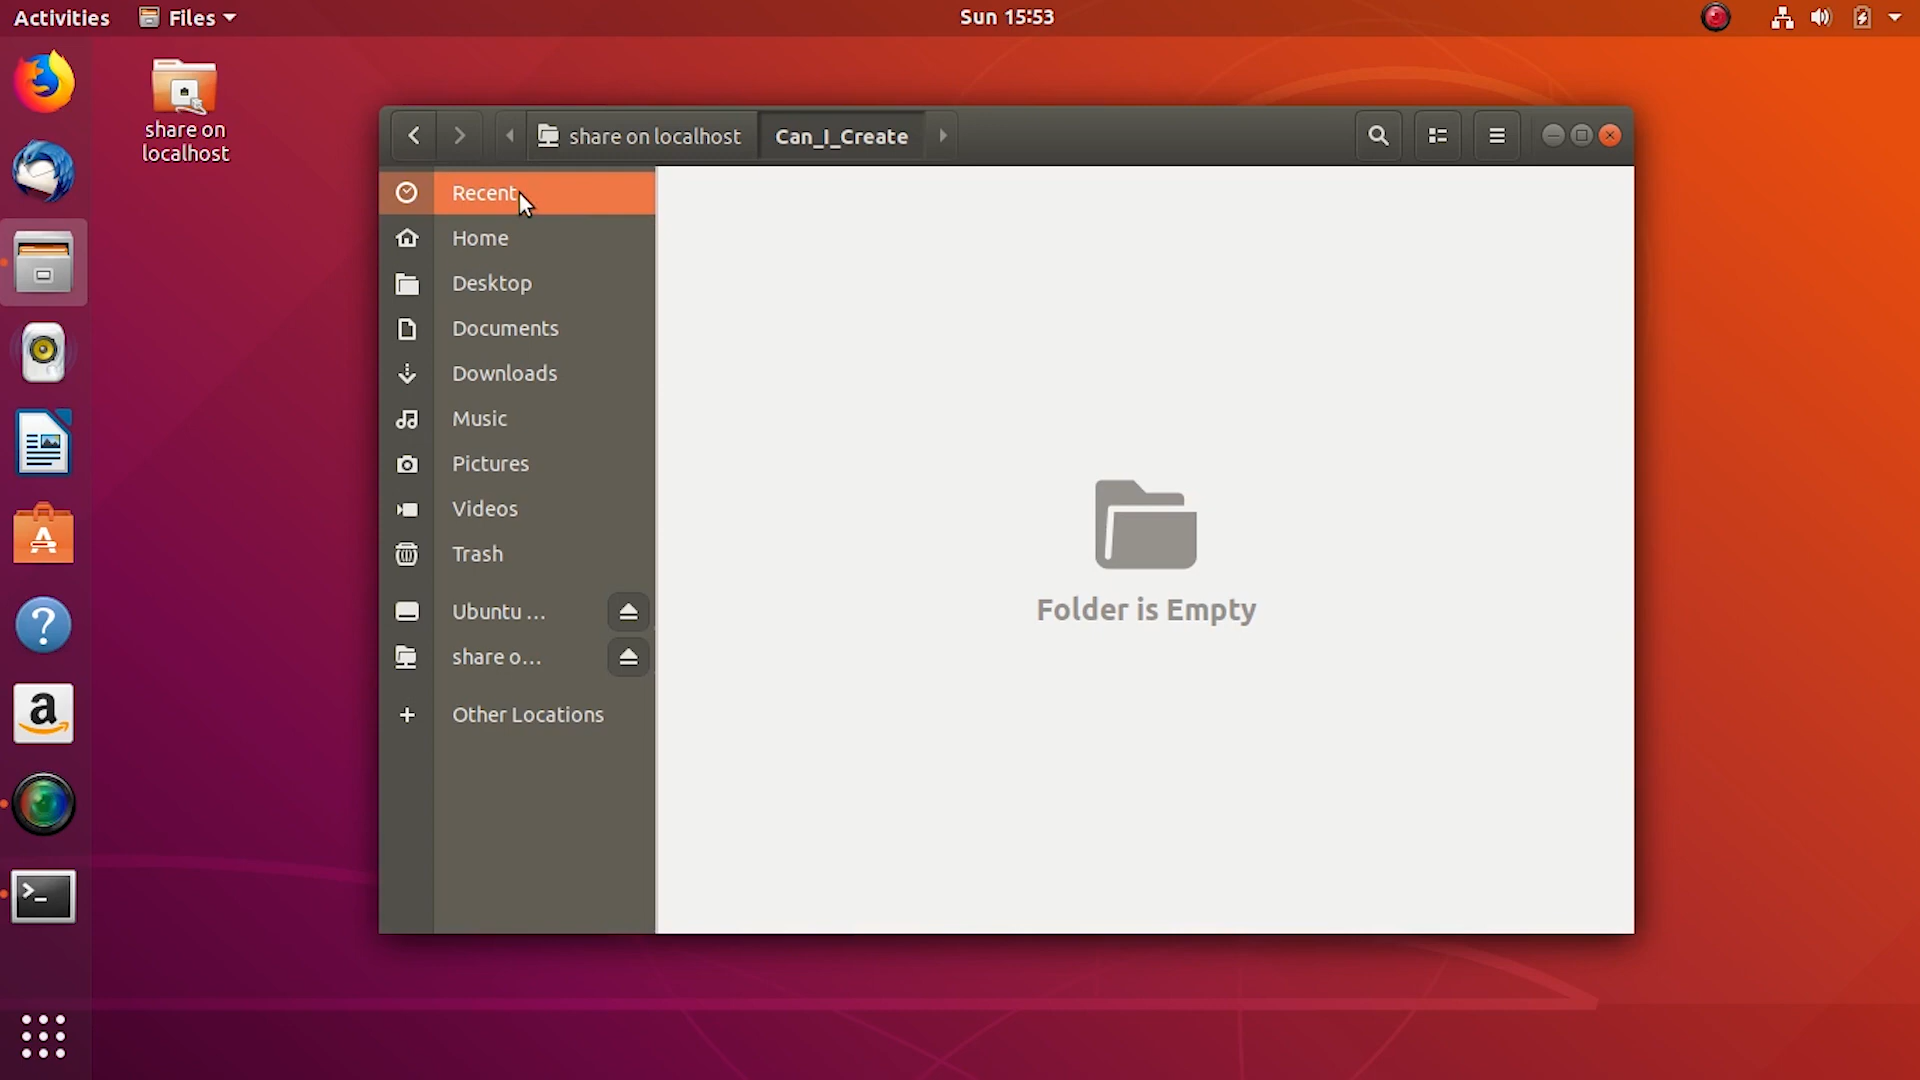 Activities
Files
Sun 15:53
share on
localhost
share on localhost
Can_I_Create
Recent
Home
Desktop
Documents
Downloads
Music
Pictures
Videos
Trash
Ubuntu …
share o…
Other Locations
Folder is Empty